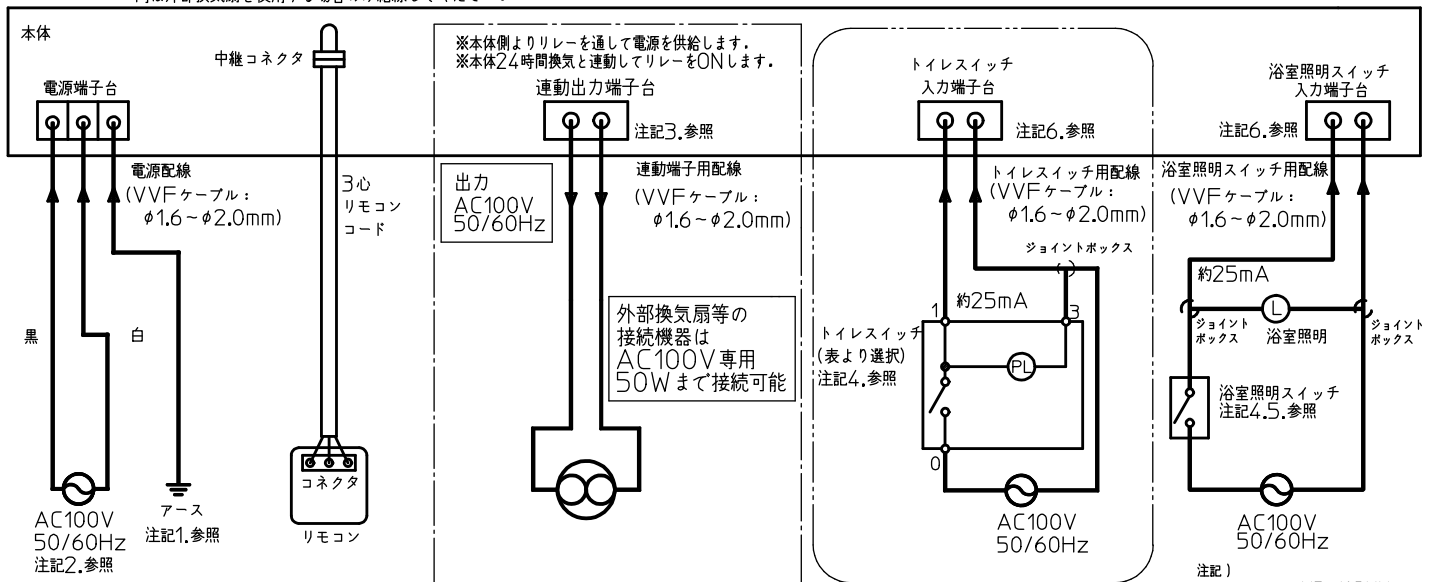 本体
電源端子台
中継コネクタ
※本体側よりリレーを通して電源を供給します.
※本体24時間換気と連動してリレーをONします.
連動出力端子台
注記3.参照
トイレスイッチ
入力端子台
注記6.参照
浴室照明スイッチ
入力端子台
注記6.参照
電源配線
(VVFケーブル:
φ1.6~φ2.0mm)
3心
リモコン
コード
出力
AC100V
50/60Hz
連動端子用配線
(VVFケーブル:
φ1.6~φ2.0mm)
トイレスイッチ用配線
(VVFケーブル:
φ1.6~φ2.0mm)
ジョイントボックス
浴室照明スイッチ用配線
(VVFケーブル:
φ1.6~φ2.0mm)
黒
白
外部換気扇等の
接続機器は
AC100V専用
50Wまで接続可能
約25mA
1
3
トイレスイッチ
(表より選択)
注記4.参照
PL
0
約25mA
L
ジョイント
ボックス
浴室照明
ジョイント
ボックス
浴室照明スイッチ
注記4.5.参照
AC100V
50/60Hz
注記2.参照
アース
注記1.参照
コネクタ
リモコン
AC100V
50/60Hz
AC100V
50/60Hz
注記)